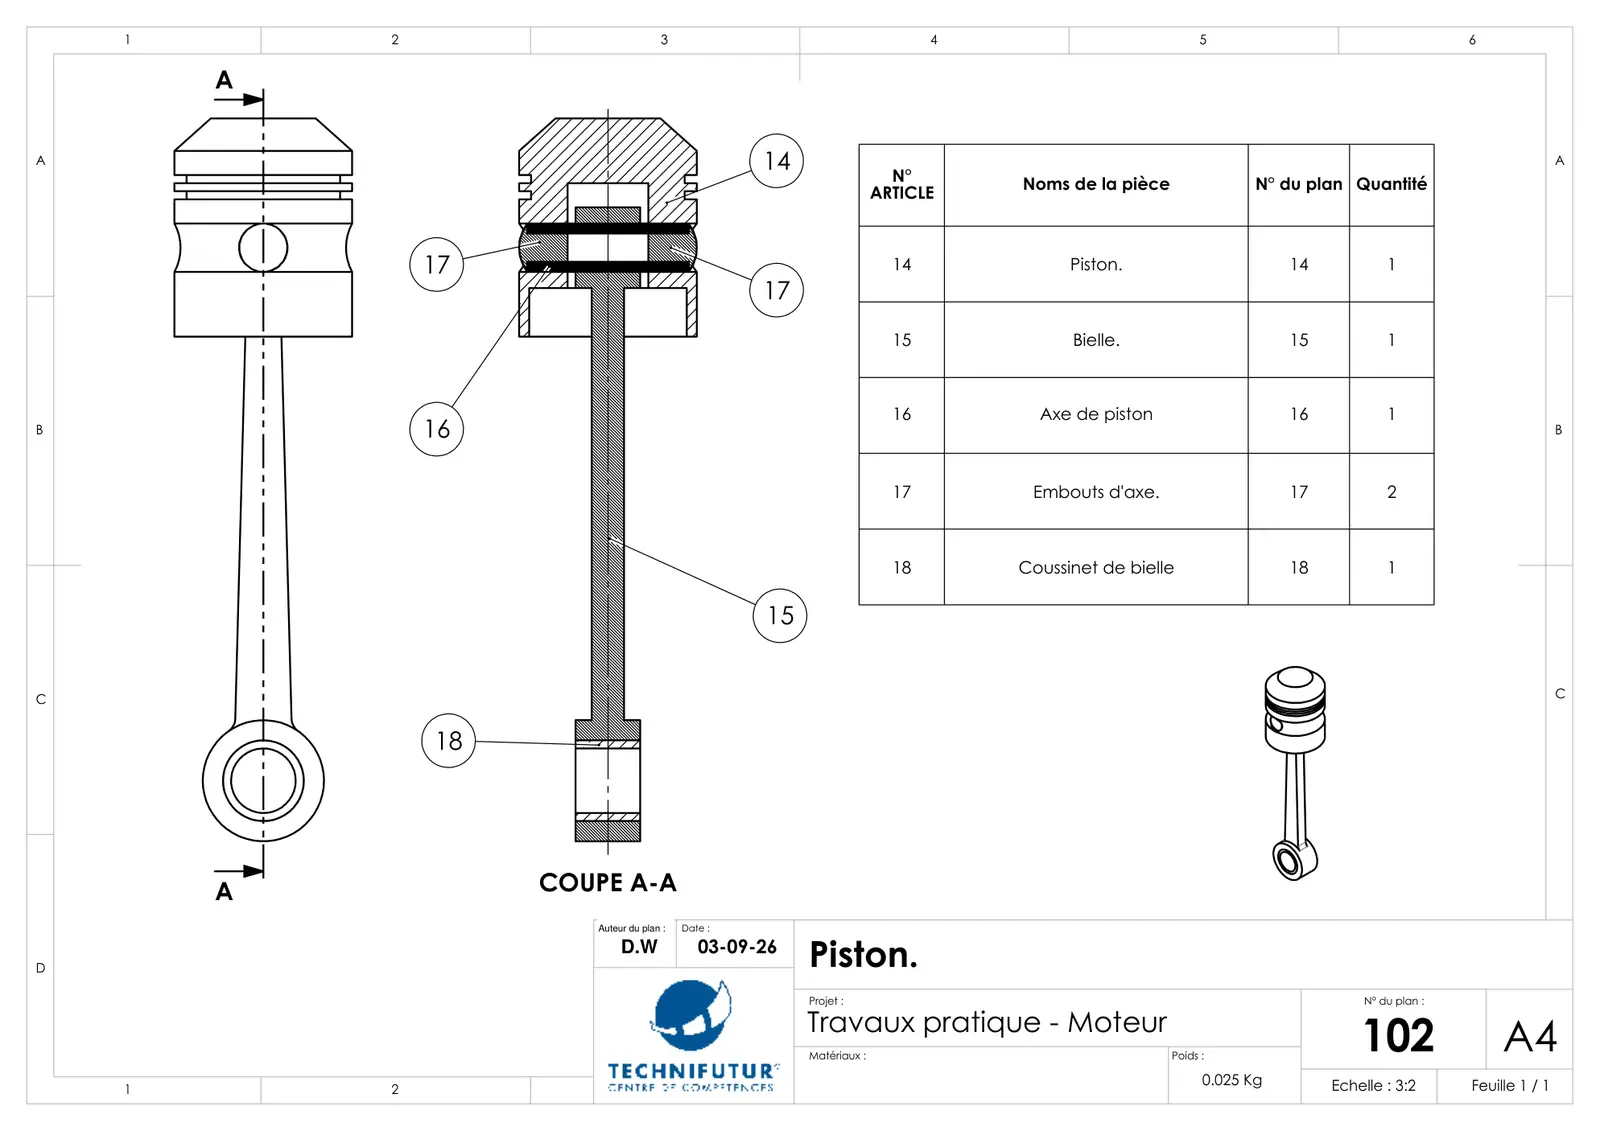 1 2 3 4 5 6
A
A
A
14
17
17
16
15
18
A
COUPE A-A
N° ARTICLE Noms de la pièce N° du plan Quantité
14 Piston. 14 1
15 Bielle. 15 1
16 Axe de piston 16 1
17 Embouts d'axe. 17 2
18 Coussinet de bielle 18 1
B
B
C
C
D
Auteur du plan :
D.W
Date :
03-09-26
Piston.
Projet :
Travaux pratique - Moteur
N° du plan :
102
A4
Matériaux :
Poids :
0.025 Kg
Echelle : 3:2
Feuille 1 / 1
TECHNIFUTUR
CENTRE DE COMPETENCES
1 2